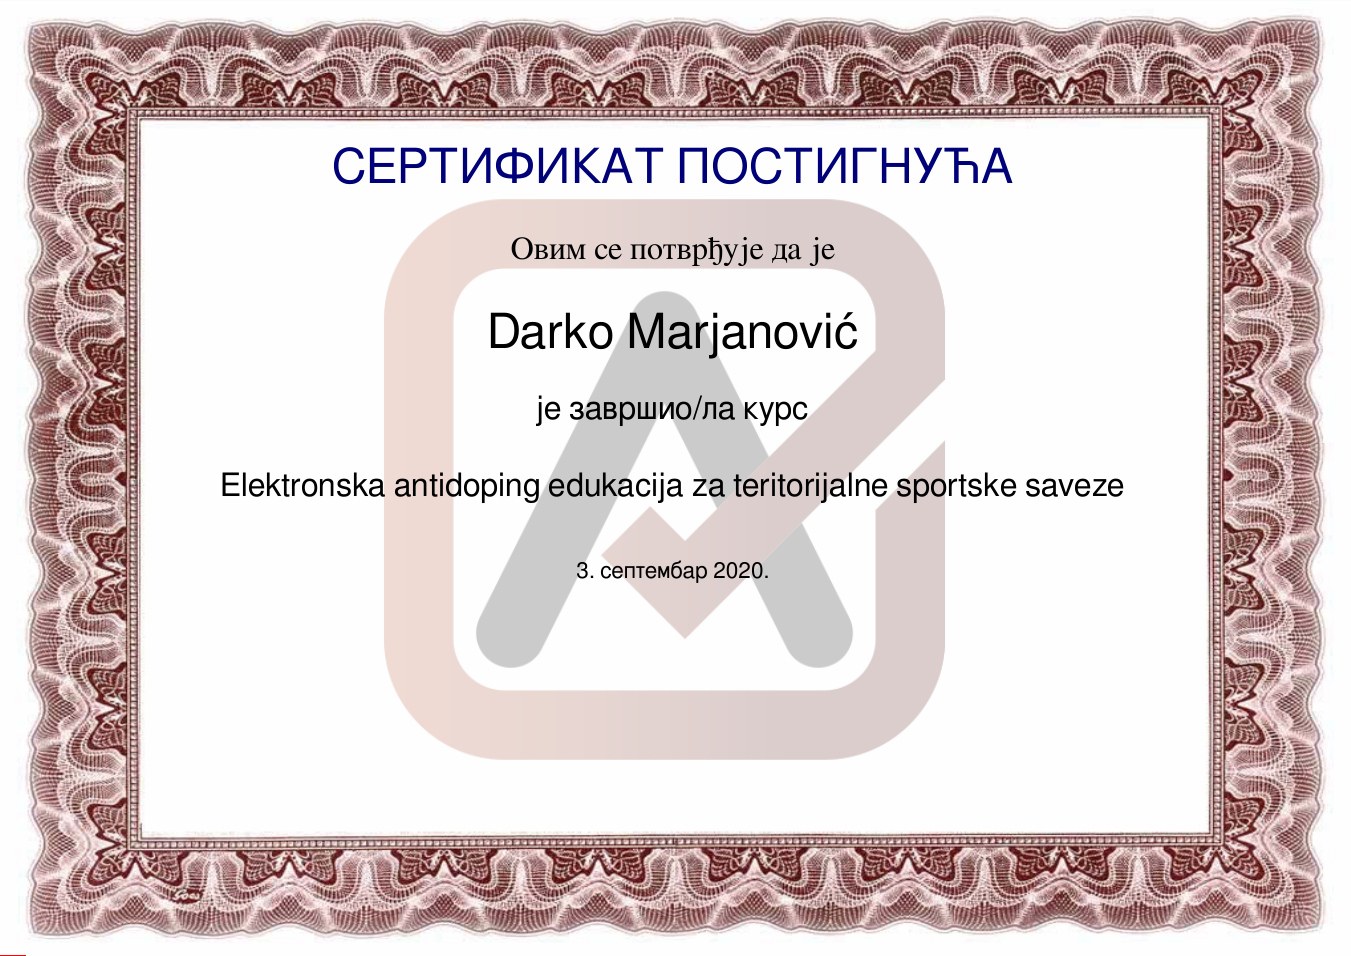 СЕРТИФИКАТ ПОСТИГНУЋА
Овим се потврђује да је
Darko Marjanović
је завршио/ла курс
Elektronska antidoping edukacija za teritorijalne sportske saveze
3. септембар 2020.